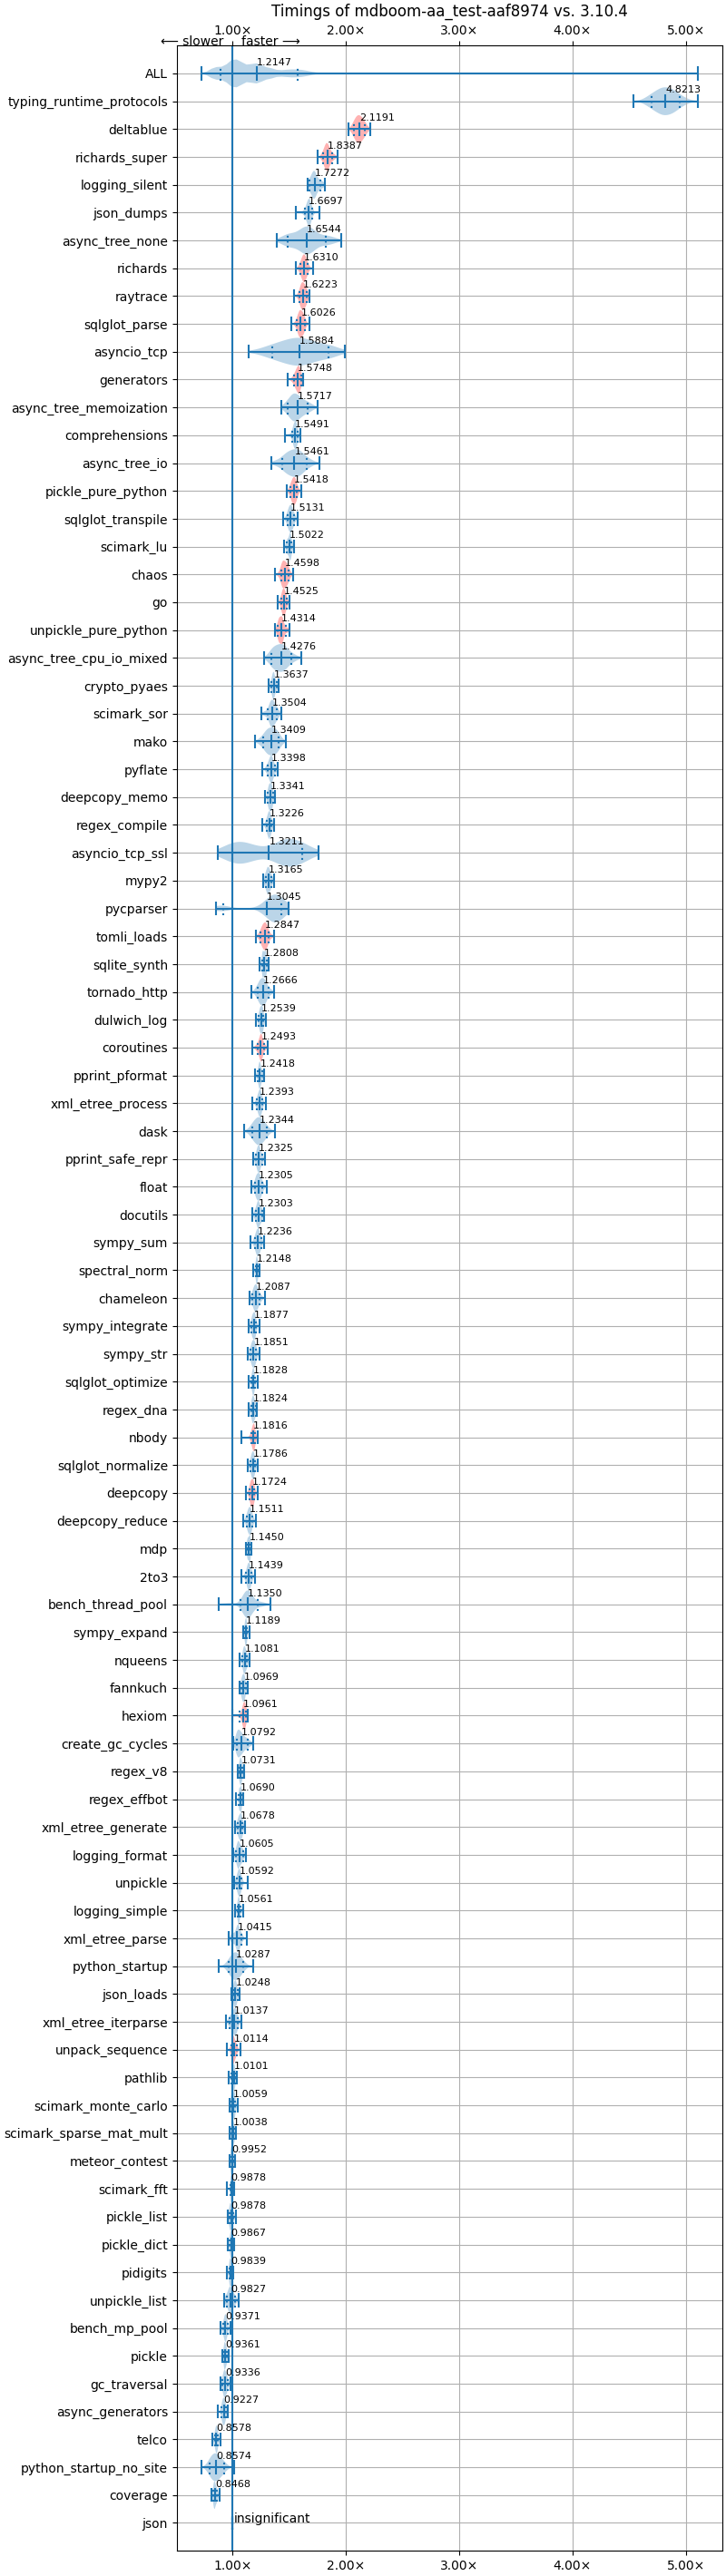 Timings of mdboom-aa_test-aaf8974 vs. 3.10.4
1.00× 2.00× 3.00× 4.00× 5.00×
⟵ slower faster ⟶
ALL 1.2147
typing_runtime_protocols 4.8213
deltablue 2.1191
richards_super 1.8387
logging_silent 1.7272
json_dumps 1.6697
async_tree_none 1.6544
richards 1.6310
raytrace 1.6223
sqlglot_parse 1.6026
asyncio_tcp 1.5884
generators 1.5748
async_tree_memoization 1.5717
comprehensions 1.5491
async_tree_io 1.5461
pickle_pure_python 1.5418
sqlglot_transpile 1.5131
scimark_lu 1.5022
chaos 1.4598
go 1.4525
unpickle_pure_python 1.4314
async_tree_cpu_io_mixed 1.4276
crypto_pyaes 1.3637
scimark_sor 1.3504
mako 1.3409
pyflate 1.3398
deepcopy_memo 1.3341
regex_compile 1.3226
asyncio_tcp_ssl 1.3211
mypy2 1.3165
pycparser 1.3045
tomli_loads 1.2847
sqlite_synth 1.2808
tornado_http 1.2666
dulwich_log 1.2539
coroutines 1.2493
pprint_pformat 1.2418
xml_etree_process 1.2393
dask 1.2344
pprint_safe_repr 1.2325
float 1.2305
docutils 1.2303
sympy_sum 1.2236
spectral_norm 1.2148
chameleon 1.2087
sympy_integrate 1.1877
sympy_str 1.1851
sqlglot_optimize 1.1828
regex_dna 1.1824
nbody 1.1816
sqlglot_normalize 1.1786
deepcopy 1.1724
deepcopy_reduce 1.1511
mdp 1.1450
2to3 1.1439
bench_thread_pool 1.1350
sympy_expand 1.1189
nqueens 1.1081
fannkuch 1.0969
hexiom 1.0961
create_gc_cycles 1.0792
regex_v8 1.0731
regex_effbot 1.0690
xml_etree_generate 1.0678
logging_format 1.0605
unpickle 1.0592
logging_simple 1.0561
xml_etree_parse 1.0415
python_startup 1.0287
json_loads 1.0248
xml_etree_iterparse 1.0137
unpack_sequence 1.0114
pathlib 1.0101
scimark_monte_carlo 1.0059
scimark_sparse_mat_mult 1.0038
meteor_contest 0.9952
scimark_fft 0.9878
pickle_list 0.9878
pickle_dict 0.9867
pidigits 0.9839
unpickle_list 0.9827
bench_mp_pool 0.9371
pickle 0.9361
gc_traversal 0.9336
async_generators 0.9227
telco 0.8578
python_startup_no_site 0.8574
coverage 0.8468
json insignificant
1.00× 2.00× 3.00× 4.00× 5.00×